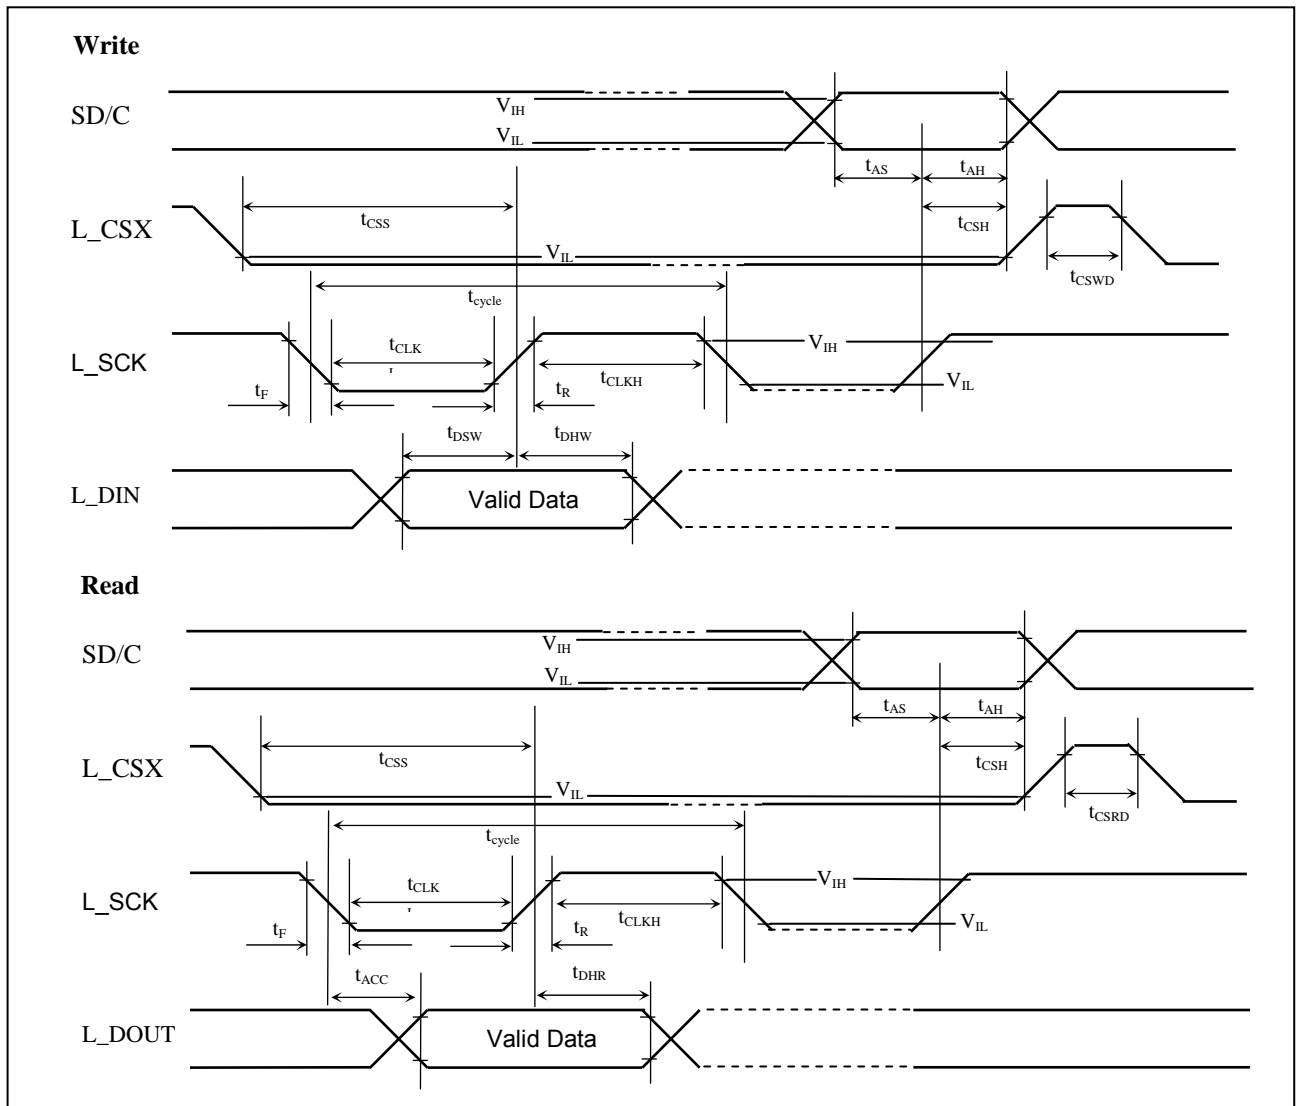 Write
SD/C
VIH
VIL
tAS
tAH
L_CSX
tCSS
tCSH
VIL
tCSWD
tcycle
L_SCK
tCLK
VIH
tCLKH
VIL
tF
tR
tDSW
tDHW
L_DIN
Valid Data
Read
SD/C
VIH
VIL
tAS
tAH
L_CSX
tCSS
tCSH
VIL
tCSRD
tcycle
L_SCK
tCLK
VIH
tCLKH
VIL
tF
tR
tACC
tDHR
L_DOUT
Valid Data